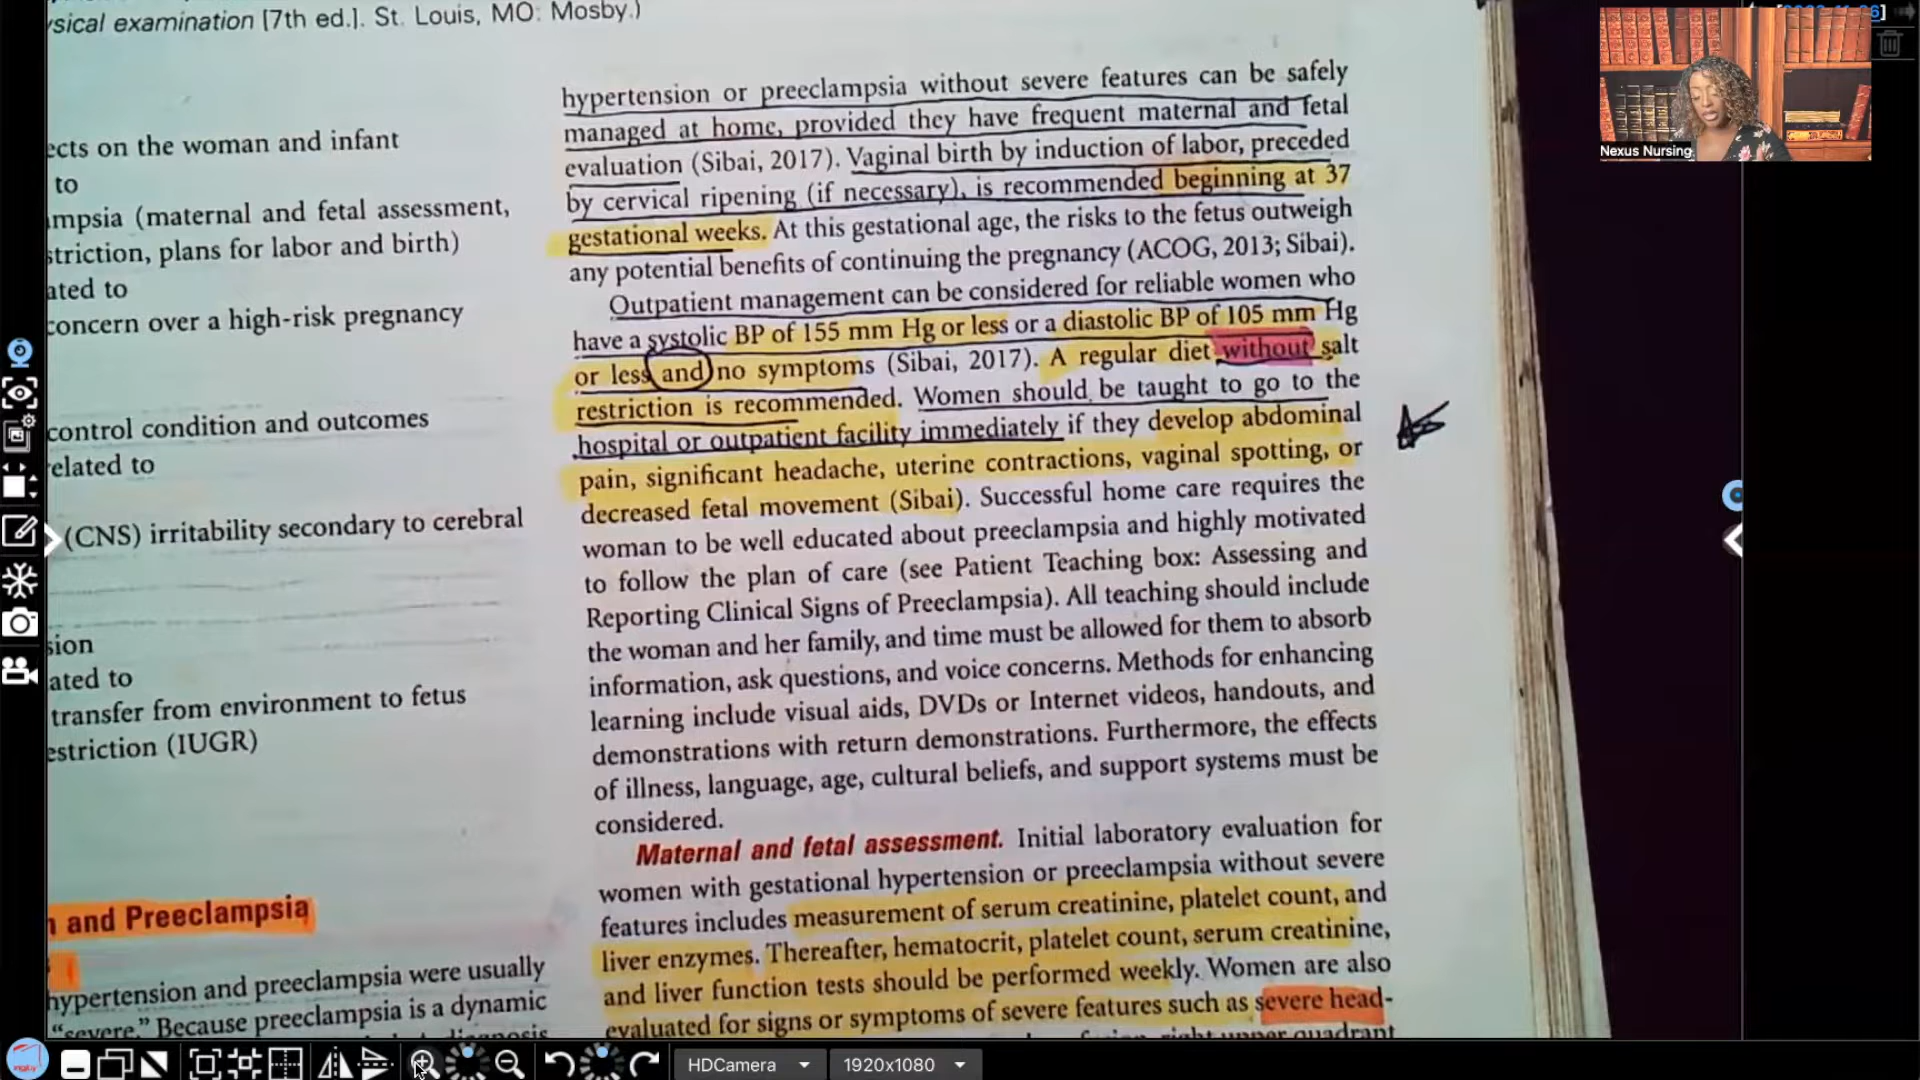 sical examination [7th ed.]. St. Louis, MO: Mosby.)
ects on the woman and infant
to
mpsia (maternal and fetal assessment,
striction, plans for labor and birth)
ated to
concern over a high-risk pregnancy
control condition and outcomes
elated to
(CNS) irritability secondary to cerebral
sion
ated to
transfer from environment to fetus
estriction (IUGR)
n and Preeclampsia
hypertension and preeclampsia were usually
“severe.” Because preeclampsia is a dynamic
hypertension or preeclampsia without severe features can be safely
managed at home, provided they have frequent maternal and fetal
evaluation (Sibai, 2017). Vaginal birth by induction of labor, preceded
by cervical ripening (if necessary), is recommended beginning at 37
gestational weeks. At this gestational age, the risks to the fetus outweigh
any potential benefits of continuing the pregnancy (ACOG, 2013; Sibai).
Outpatient management can be considered for reliable women who
have a systolic BP of 155 mm Hg or less or a diastolic BP of 105 mm Hg
or less and no symptoms (Sibai, 2017). A regular diet without salt
restriction is recommended. Women should be taught to go to the
hospital or outpatient facility immediately if they develop abdominal
pain, significant headache, uterine contractions, vaginal spotting, or
decreased fetal movement (Sibai). Successful home care requires the
woman to be well educated about preeclampsia and highly motivated
to follow the plan of care (see Patient Teaching box: Assessing and
Reporting Clinical Signs of Preeclampsia). All teaching should include
the woman and her family, and time must be allowed for them to absorb
information, ask questions, and voice concerns. Methods for enhancing
learning include visual aids, DVDs or Internet videos, handouts, and
demonstrations with return demonstrations. Furthermore, the effects
of illness, language, age, cultural beliefs, and support systems must be
considered.
Maternal and fetal assessment. Initial laboratory evaluation for
women with gestational hypertension or preeclampsia without severe
features includes measurement of serum creatinine, platelet count, and
liver enzymes. Thereafter, hematocrit, platelet count, serum creatinine,
and liver function tests should be performed weekly. Women are also
evaluated for signs or symptoms of severe features such as severe head-
right upper quadrant
Nexus Nursing
HDCamera
1920x1080